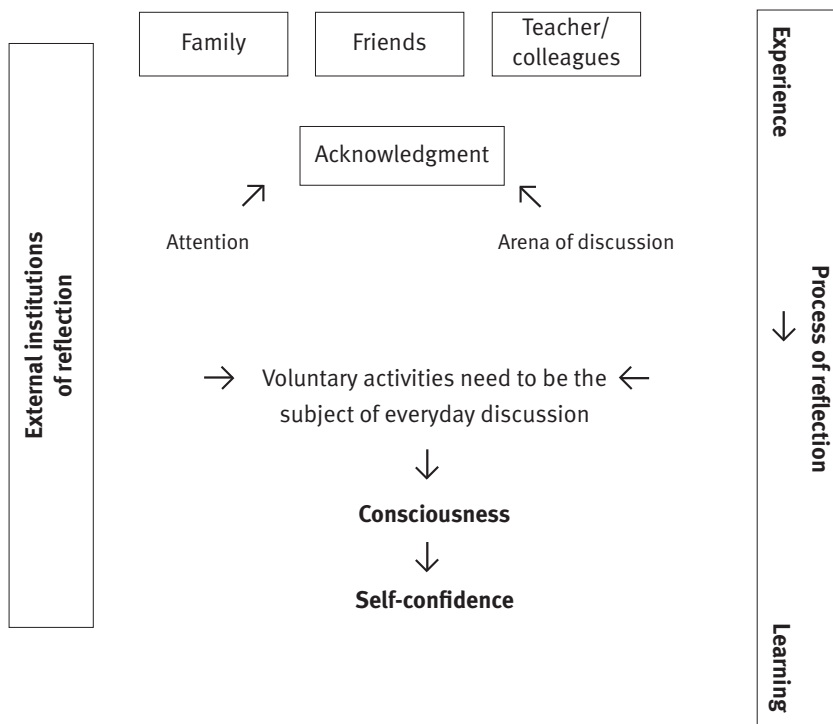 Family
Friends
Teacher/
colleagues
Acknowledgment
Attention
Arena of discussion
External institutions
of reflection
Voluntary activities need to be the
subject of everyday discussion
Consciousness
Self-confidence
Experience
Process of reflection
Learning